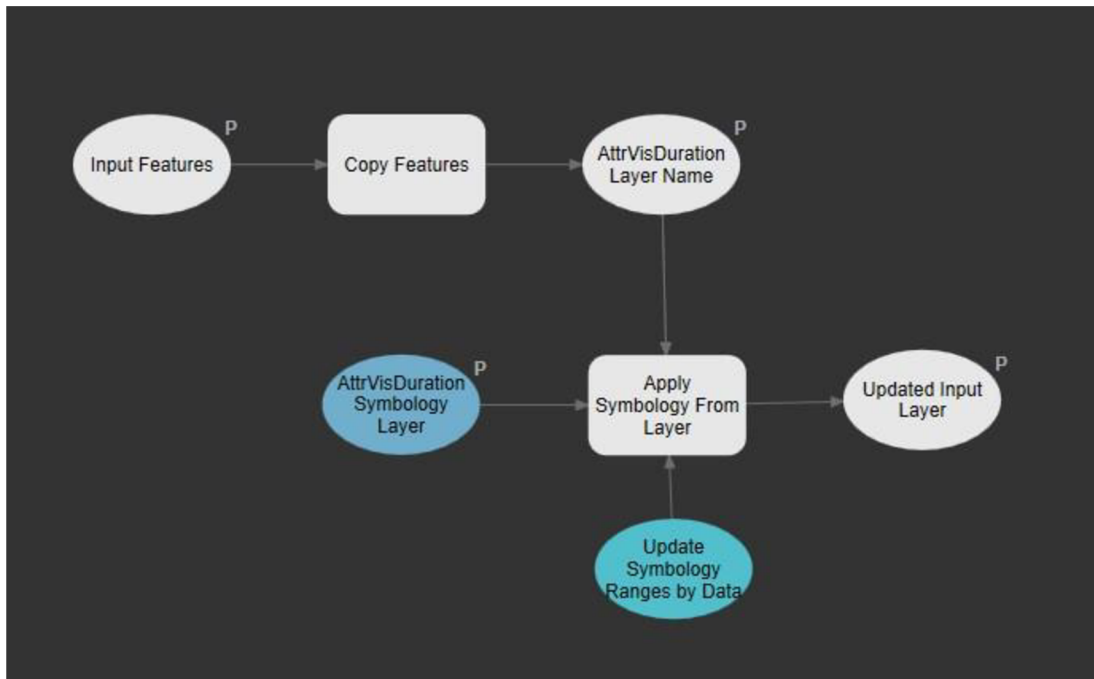 P
Input Features
Copy Features
P
AttrVisDuration
Layer Name
P
AttrVisDuration
Symbology
Layer
Apply
Symbology From
Layer
P
Updated Input
Layer
Update
Symbology
Ranges by Data